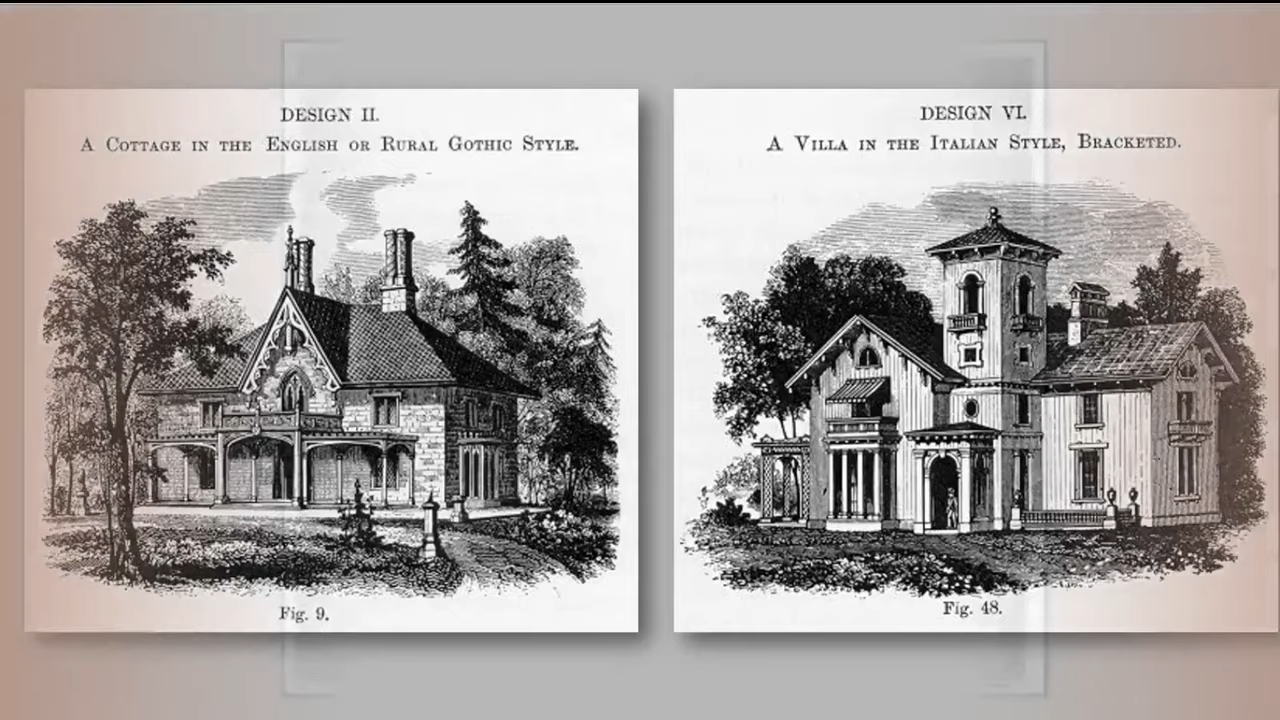 DESIGN II.
A Cottage in the English or Rural Gothic Style.
Fig. 9.
DESIGN VI.
A Villa in the Italian Style, Bracketed.
Fig. 48.